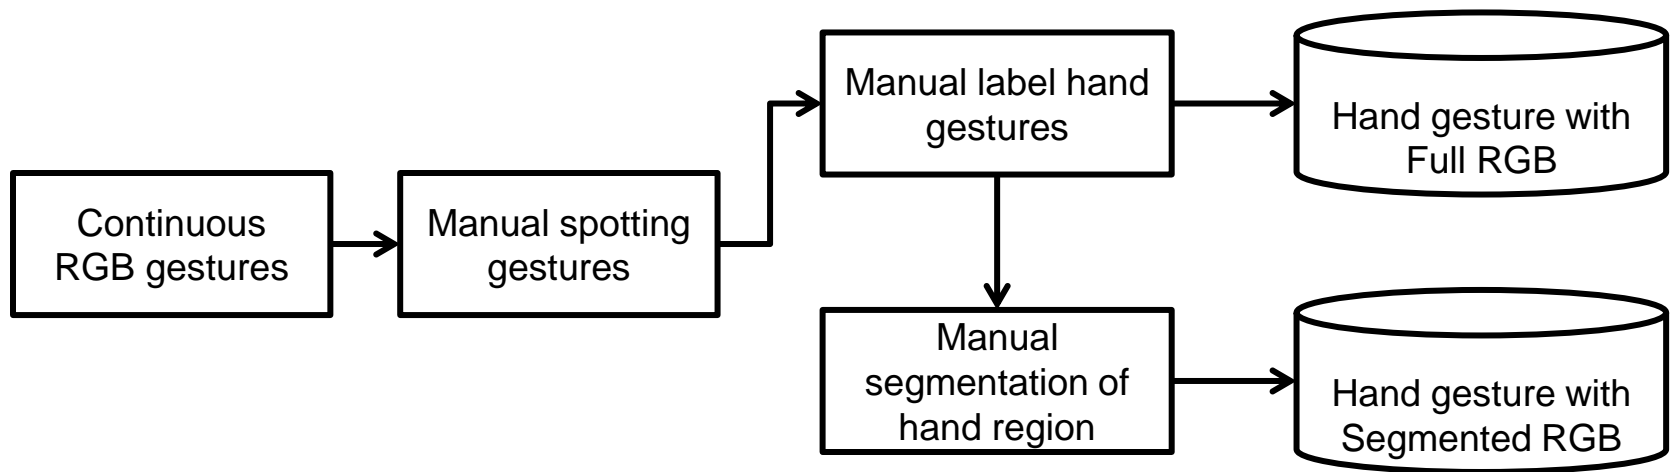 Continuous
RGB gestures
Manual spotting
gestures
Manual label hand
gestures
Hand gesture with
Full RGB
Manual
segmentation of
hand region
Hand gesture with
Segmented RGB